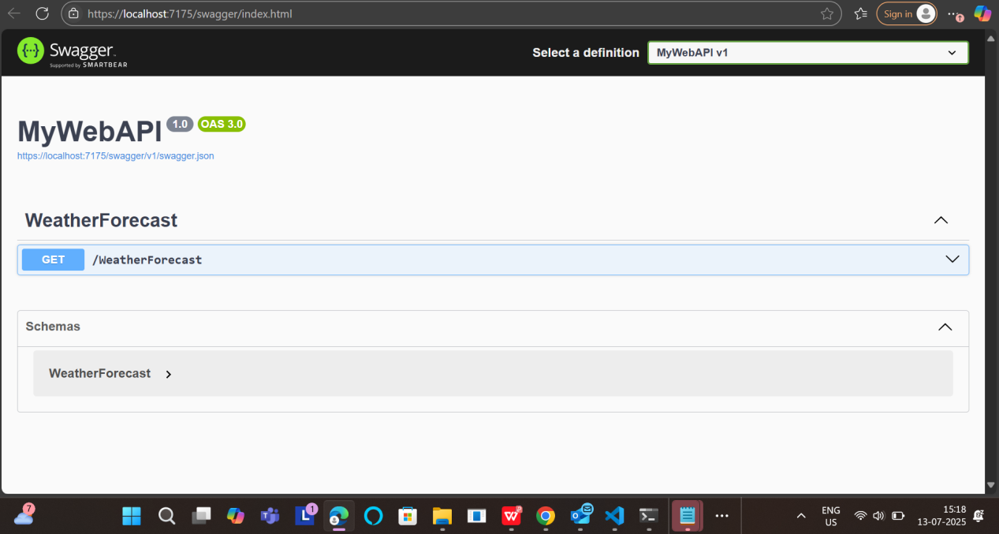 https://localhost:7175/swagger/index.html
Sign in
Swagger
Supported by SMARTBEAR
Select a definition
MyWebAPI v1
MyWebAPI 1.0 OAS 3.0
https://localhost:7175/swagger/v1/swagger.json
WeatherForecast
GET /WeatherForecast
Schemas
WeatherForecast
7
1
ENG
US
15:18
13-07-2025